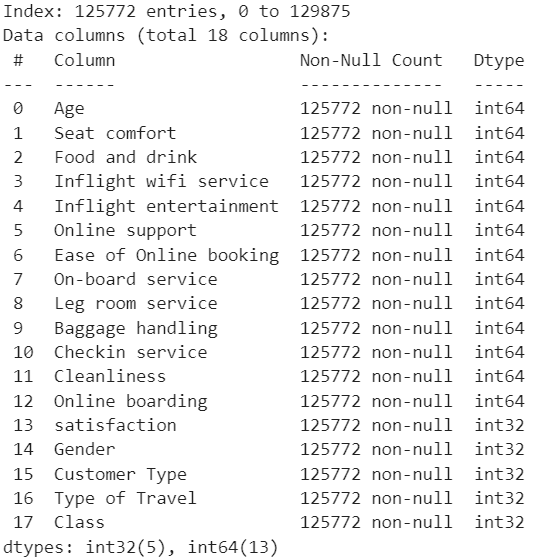 Index: 125772 entries, 0 to 129875
Data columns (total 18 columns):
 #   Column                  Non-Null Count   Dtype
---  ------                  --------------   -----
 0   Age                     125772 non-null  int64
 1   Seat comfort            125772 non-null  int64
 2   Food and drink          125772 non-null  int64
 3   Inflight wifi service   125772 non-null  int64
 4   Inflight entertainment  125772 non-null  int64
 5   Online support          125772 non-null  int64
 6   Ease of Online booking  125772 non-null  int64
 7   On-board service        125772 non-null  int64
 8   Leg room service        125772 non-null  int64
 9   Baggage handling        125772 non-null  int64
 10  Checkin service         125772 non-null  int64
 11  Cleanliness             125772 non-null  int64
 12  Online boarding         125772 non-null  int64
 13  satisfaction            125772 non-null  int32
 14  Gender                  125772 non-null  int32
 15  Customer Type           125772 non-null  int32
 16  Type of Travel          125772 non-null  int32
 17  Class                   125772 non-null  int32
dtypes: int32(5), int64(13)